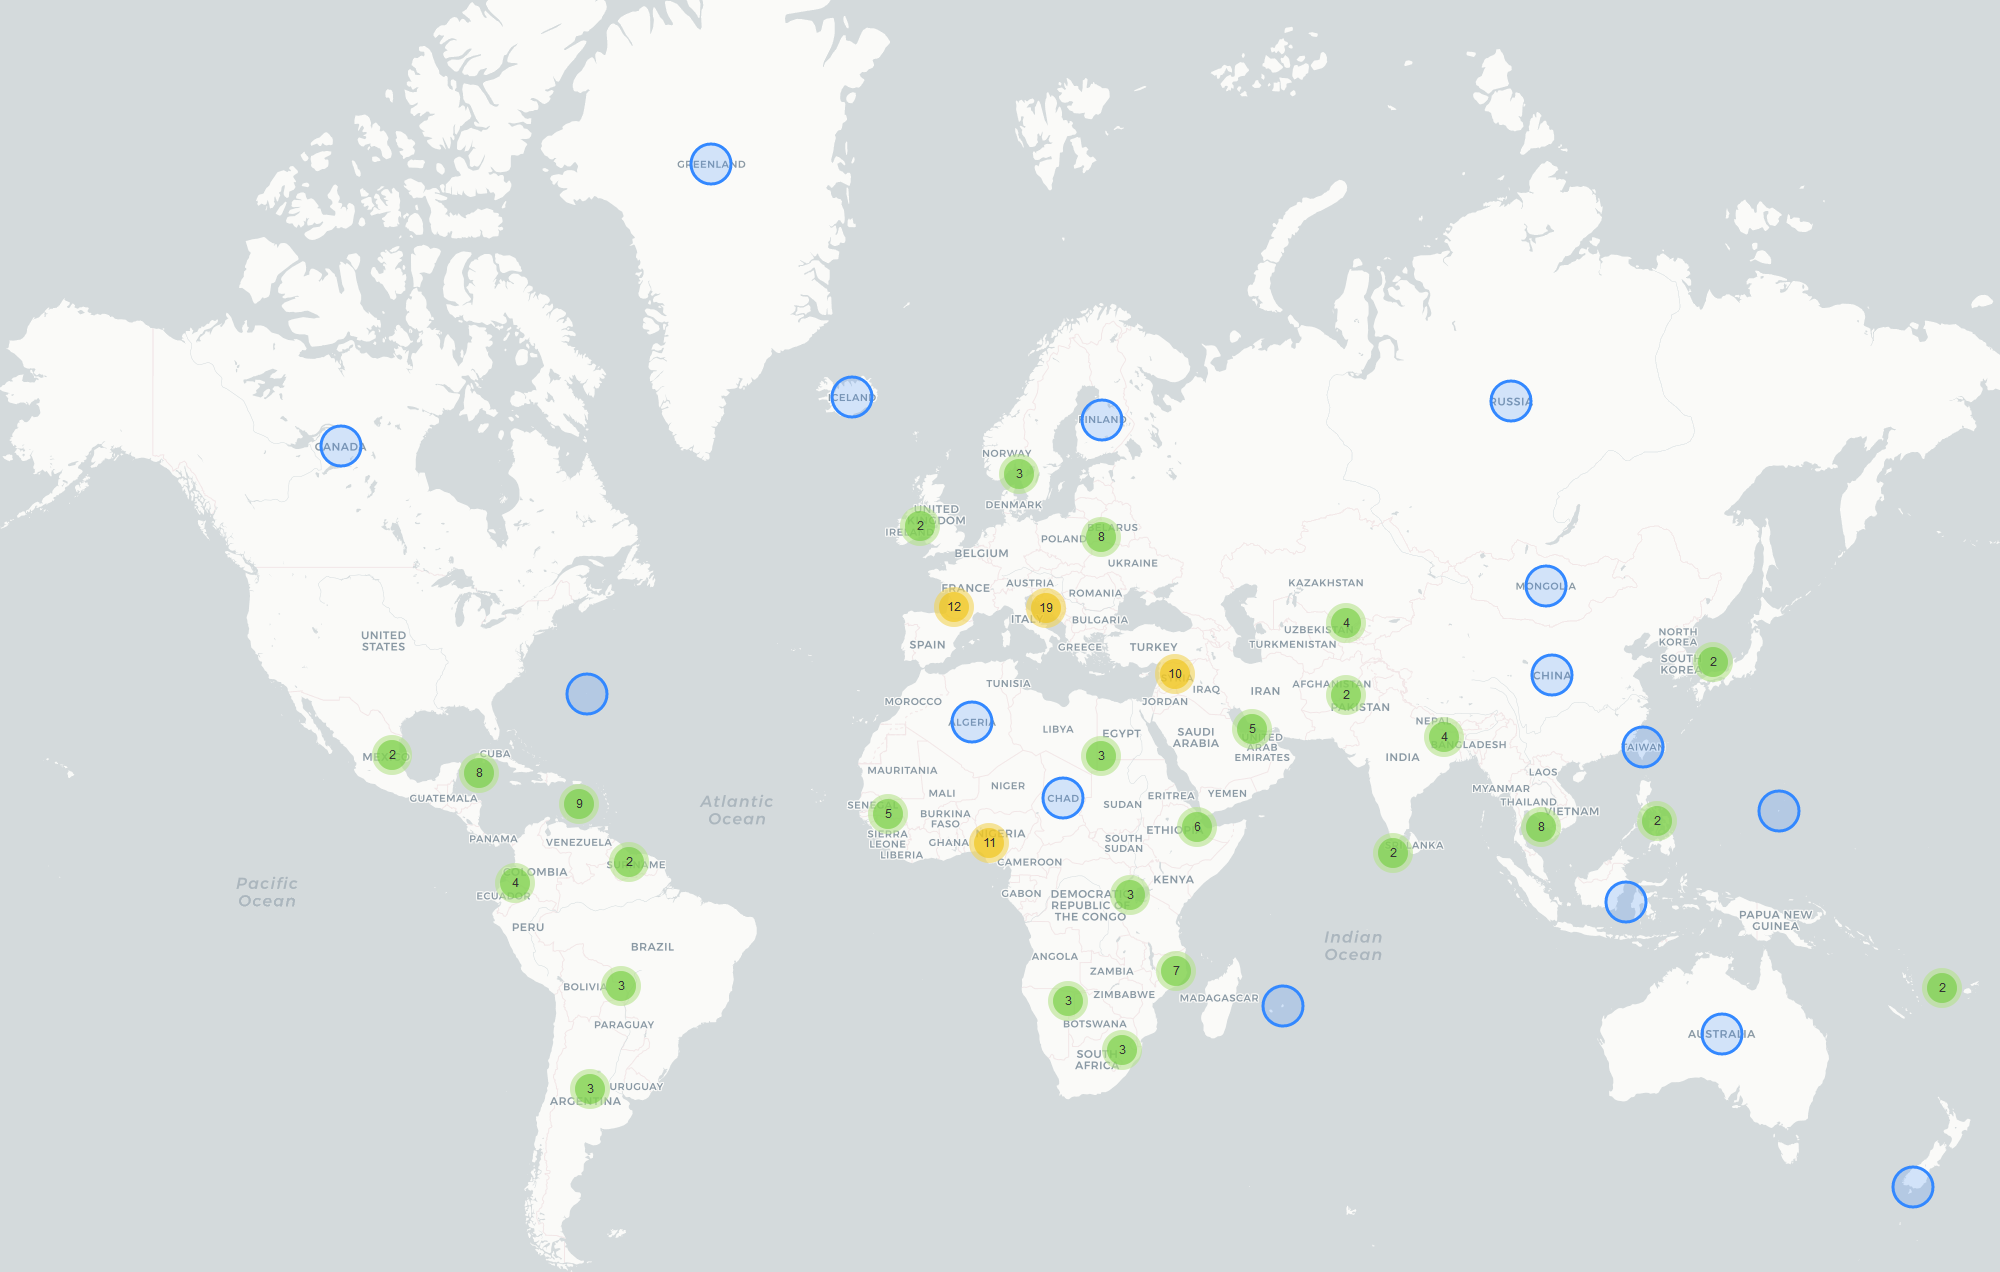 GREENLAND
ICELAND
FINLAND
RUSSIA
CANADA
NORWAY
3
DENMARK
UNITED
KINGDOM
2
IRELAND
BELARUS
POLAND
8
BELGIUM
UKRAINE
AUSTRIA
FRANCE
ROMANIA
12
19
ITALY
BULGARIA
SPAIN
GREECE
TURKEY
KAZAKHSTAN
MONGOLIA
4
UZBEKISTAN
TURKMENISTAN
UNITED
STATES
NORTH
KOREA
SOUTH
KOREA
2
CHINA
10
SYRIA
IRAQ
IRAN
JORDAN
AFGHANISTAN
2
PAKISTAN
TUNISIA
MOROCCO
ALGERIA
LIBYA
EGYPT
3
SAUDI
ARABIA
5
UNITED
ARAB
EMIRATES
NEPAL
4
BANGLADESH
INDIA
TAIWAN
2
MEXICO
CUBA
8
GUATEMALA
9
Atlantic
Ocean
MAURITANIA
MALI
NIGER
CHAD
SUDAN
ERITREA
YEMEN
LAOS
MYANMAR
THAILAND
VIETNAM
8
2
SENEGAL
5
BURKINA
FASO
SIERRA
LEONE
GHANA
LIBERIA
NIGERIA
11
CAMEROON
SOUTH
SUDAN
ETHIOPIA
6
2
SRI LANKA
PANAMA
VENEZUELA
2
SURINAME
COLOMBIA
4
ECUADOR
Pacific
Ocean
GABON
DEMOCRATIC
REPUBLIC OF
THE CONGO
3
KENYA
PERU
BRAZIL
PAPUA NEW
GUINEA
Indian
Ocean
ANGOLA
ZAMBIA
7
BOLIVIA
3
3
ZIMBABWE
MADAGASCAR
2
PARAGUAY
BOTSWANA
AUSTRALIA
SOUTH
AFRICA
3
3
URUGUAY
ARGENTINA